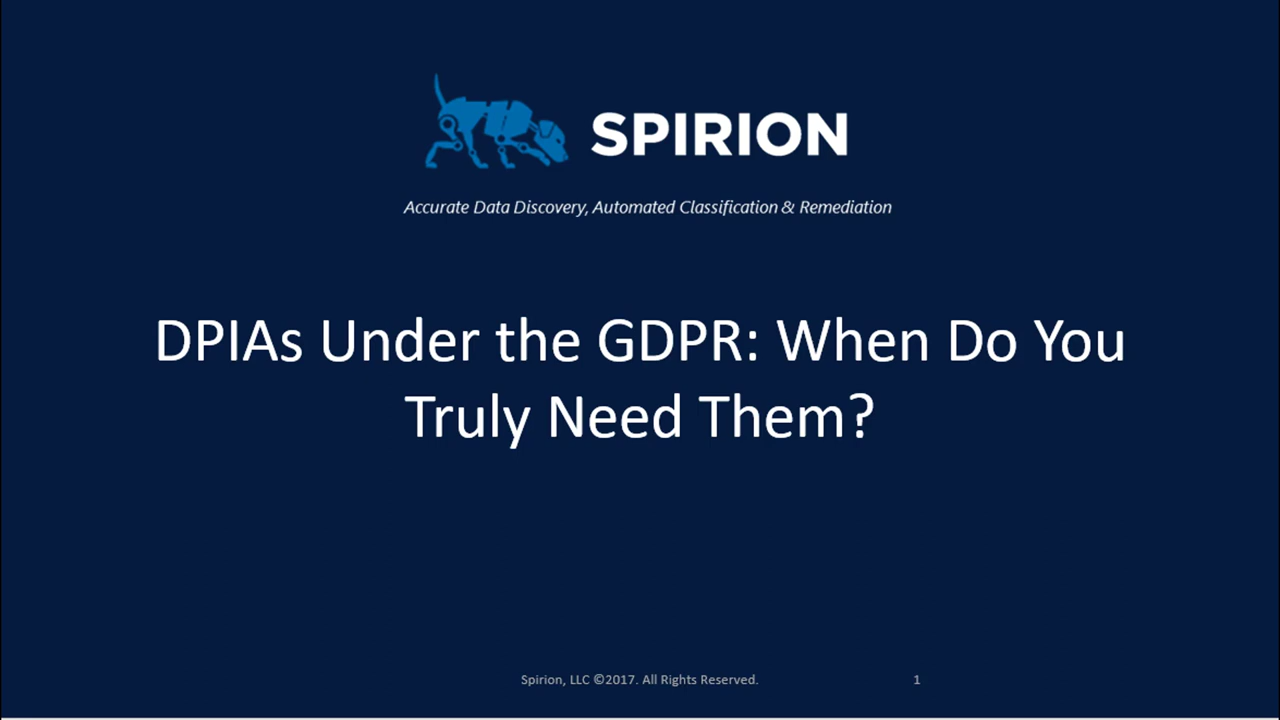 SPIRION
Accurate Data Discovery, Automated Classification & Remediation
DPIAs Under the GDPR: When Do You
Truly Need Them?
Spirion, LLC ©2017. All Rights Reserved.
1